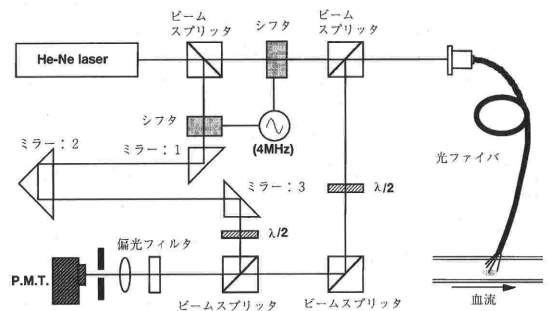 ビーム
スプリッタ
シフタ
ビーム
スプリッタ
He-Ne laser
シフタ
(4MHz)
ミラー：2
ミラー：1
ミラー：3
光ファイバ
λ/2
λ/2
偏光フィルタ
P.M.T.
ビームスプリッタ
ビームスプリッタ
血流